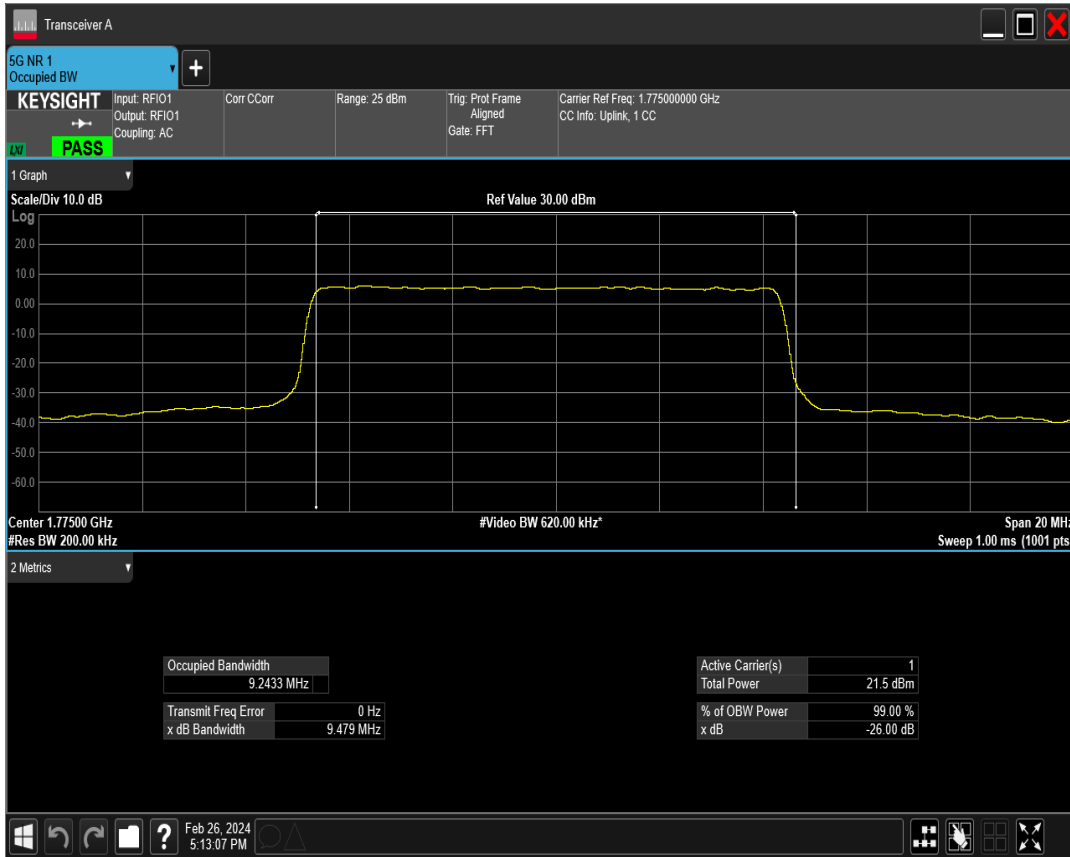 Transceiver A
5G NR 1
Occupied BW
KEYSIGHT
LXI
PASS
Input: RFIO1
Output: RFIO1
Coupling: AC
Corr CCorr
Range: 25 dBm
Trig: Prot Frame
Aligned
Gate: FFT
Carrier Ref Freq: 1.775000000 GHz
CC Info: Uplink, 1 CC
1 Graph
Scale/Div 10.0 dB
Ref Value 30.00 dBm
Log
20.0
10.0
0.00
-10.0
-20.0
-30.0
-40.0
-50.0
-60.0
Center 1.77500 GHz
#Video BW 620.00 kHz*
Span 20 MHz
#Res BW 200.00 kHz
Sweep 1.00 ms (1001 pts
2 Metrics
Occupied Bandwidth
9.2433 MHz
Transmit Freq Error 0 Hz
x dB Bandwidth 9.479 MHz
Active Carrier(s) 1
Total Power 21.5 dBm
% of OBW Power 99.00 %
x dB -26.00 dB
?
Feb 26, 2024
5:13:07 PM